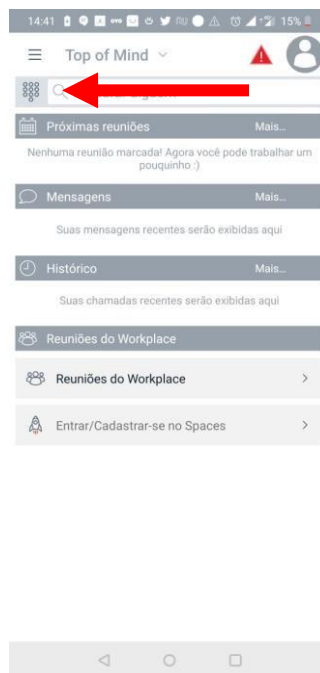 14:41 15%
Top of Mind
Próximas reuniões Mais...
Nenhuma reunião marcada! Agora você pode trabalhar um
pouquinho :)
Mensagens Mais...
Suas mensagens recentes serão exibidas aqui
Histórico Mais...
Suas chamadas recentes serão exibidas aqui
Reuniões do Workplace
Reuniões do Workplace
Entrar/Cadastrar-se no Spaces